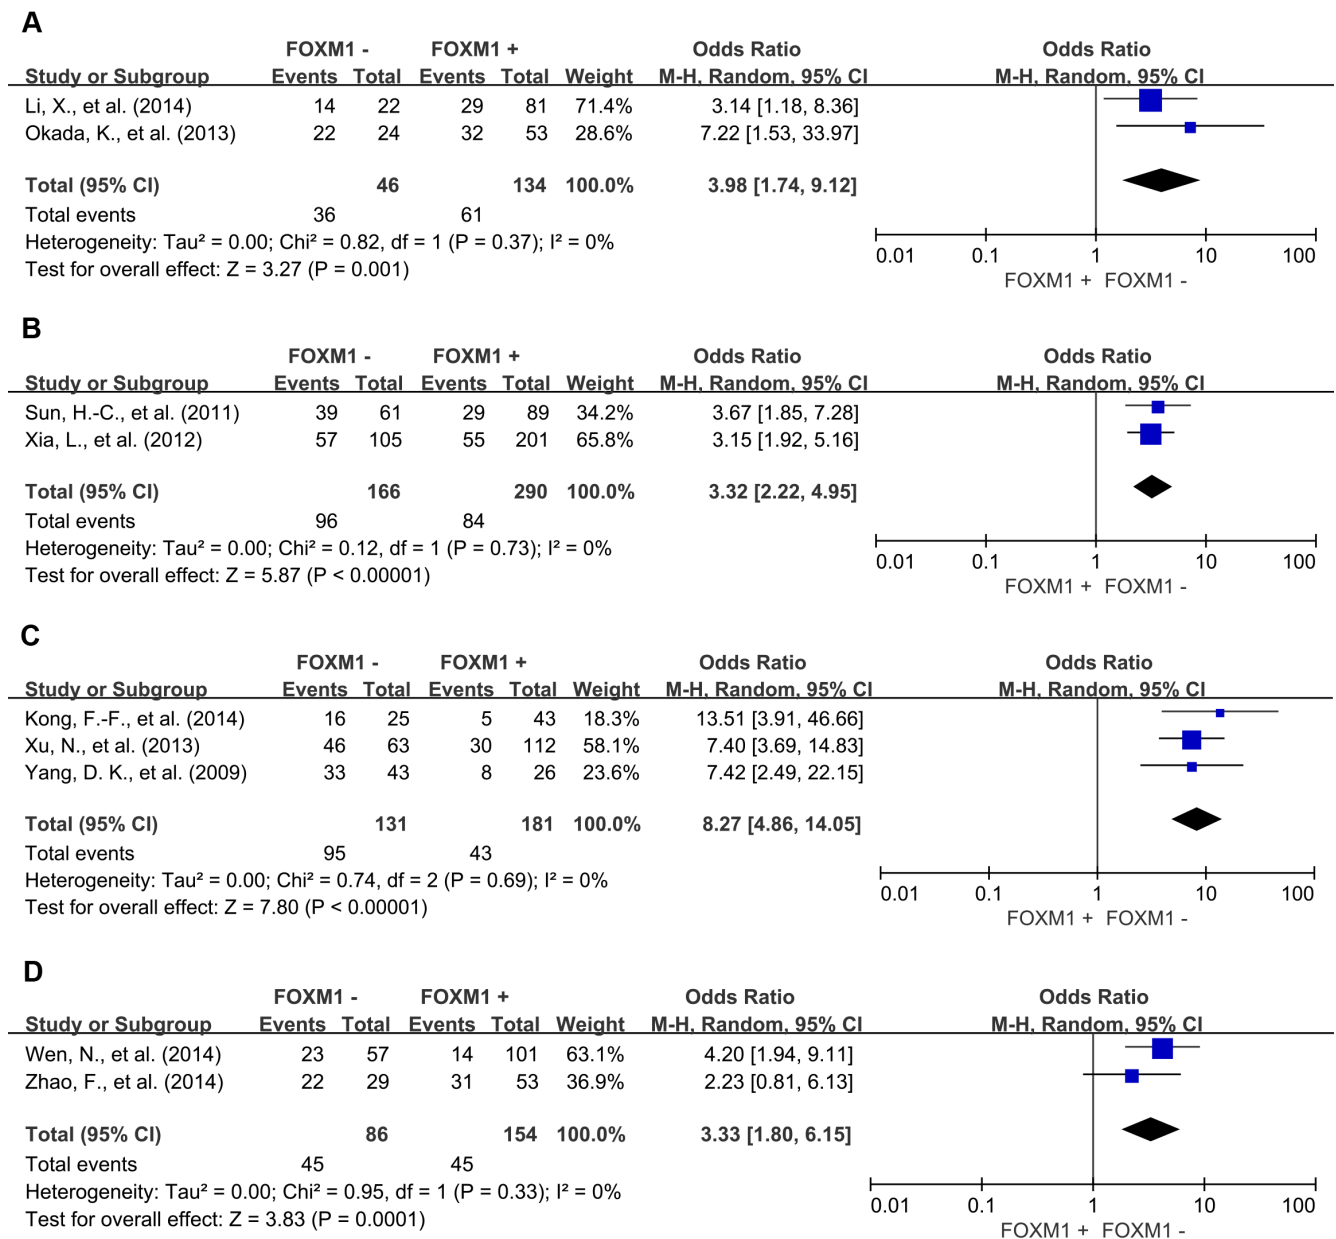 A
FOXM1 - FOXM1 + Odds Ratio Odds Ratio
Study or Subgroup Events Total Events Total Weight M-H, Random, 95% CI M-H, Random, 95% CI
Li, X., et al. (2014) 14 22 29 81 71.4% 3.14 [1.18, 8.36]
Okada, K., et al. (2013) 22 24 32 53 28.6% 7.22 [1.53, 33.97]
Total (95% CI) 46 134 100.0% 3.98 [1.74, 9.12]
Total events 36 61
Heterogeneity: Tau² = 0.00; Chi² = 0.82, df = 1 (P = 0.37); I² = 0%
Test for overall effect: Z = 3.27 (P = 0.001)
0.01 0.1 1 10 100
FOXM1 + FOXM1 -
B
FOXM1 - FOXM1 + Odds Ratio Odds Ratio
Study or Subgroup Events Total Events Total Weight M-H, Random, 95% CI M-H, Random, 95% CI
Sun, H.-C., et al. (2011) 39 61 29 89 34.2% 3.67 [1.85, 7.28]
Xia, L., et al. (2012) 57 105 55 201 65.8% 3.15 [1.92, 5.16]
Total (95% CI) 166 290 100.0% 3.32 [2.22, 4.95]
Total events 96 84
Heterogeneity: Tau² = 0.00; Chi² = 0.12, df = 1 (P = 0.73); I² = 0%
Test for overall effect: Z = 5.87 (P < 0.00001)
0.01 0.1 1 10 100
FOXM1 + FOXM1 -
C
FOXM1 - FOXM1 + Odds Ratio Odds Ratio
Study or Subgroup Events Total Events Total Weight M-H, Random, 95% CI M-H, Random, 95% CI
Kong, F.-F., et al. (2014) 16 25 5 43 18.3% 13.51 [3.91, 46.66]
Xu, N., et al. (2013) 46 63 30 112 58.1% 7.40 [3.69, 14.83]
Yang, D. K., et al. (2009) 33 43 8 26 23.6% 7.42 [2.49, 22.15]
Total (95% CI) 131 181 100.0% 8.27 [4.86, 14.05]
Total events 95 43
Heterogeneity: Tau² = 0.00; Chi² = 0.74, df = 2 (P = 0.69); I² = 0%
Test for overall effect: Z = 7.80 (P < 0.00001)
0.01 0.1 1 10 100
FOXM1 + FOXM1 -
D
FOXM1 - FOXM1 + Odds Ratio Odds Ratio
Study or Subgroup Events Total Events Total Weight M-H, Random, 95% CI M-H, Random, 95% CI
Wen, N., et al. (2014) 23 57 14 101 63.1% 4.20 [1.94, 9.11]
Zhao, F., et al. (2014) 22 29 31 53 36.9% 2.23 [0.81, 6.13]
Total (95% CI) 86 154 100.0% 3.33 [1.80, 6.15]
Total events 45 45
Heterogeneity: Tau² = 0.00; Chi² = 0.95, df = 1 (P = 0.33); I² = 0%
Test for overall effect: Z = 3.83 (P = 0.0001)
0.01 0.1 1 10 100
FOXM1 + FOXM1 -